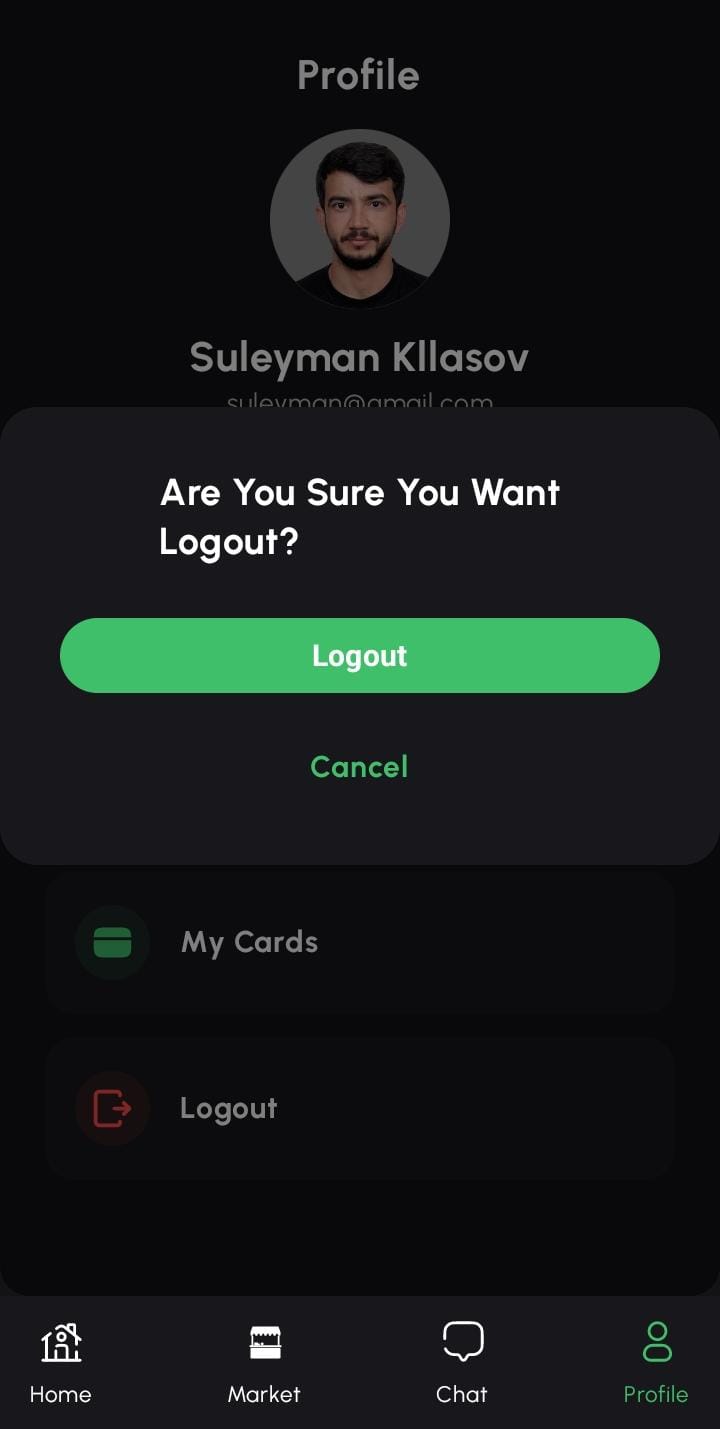 Profile
Suleyman Kllasov
suleyman@gmail.com
Are You Sure You Want
Logout?
Logout
Cancel
My Cards
Logout
Home
Market
Chat
Profile